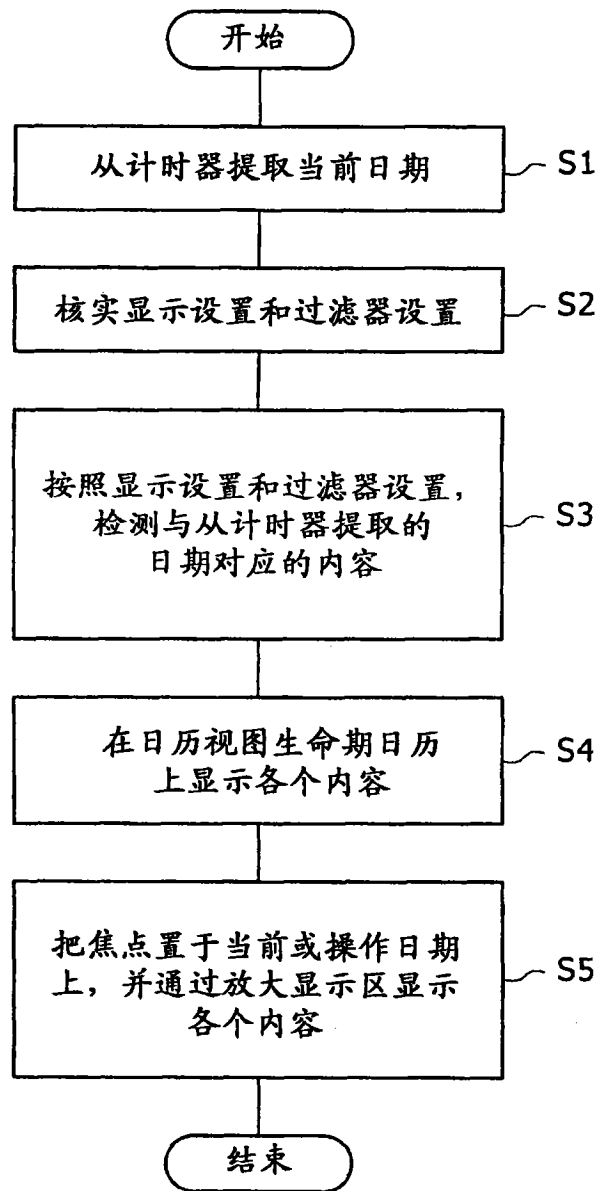 开始
从计时器提取当前日期
S1
核实显示设置和过滤器设置
S2
按照显示设置和过滤器设置，
检测与从计时器提取的
日期对应的内容
S3
在日历视图生命期日历
上显示各个内容
S4
把焦点置于当前或操作日期
上，并通过放大显示区显示
各个内容
S5
结束